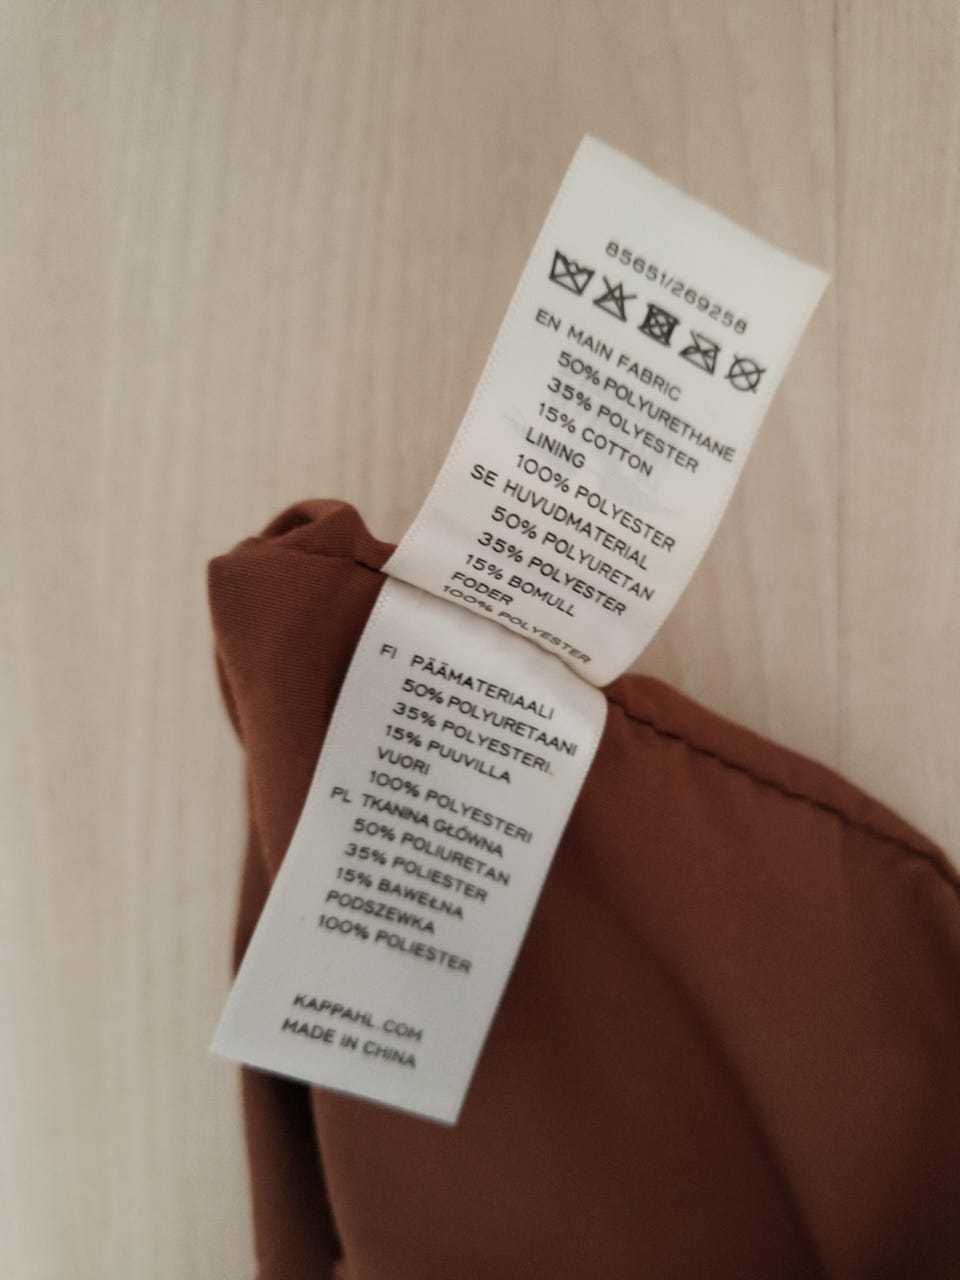 85651/269258
EN MAIN FABRIC
50% POLYURETHANE
35% POLYESTER
15% COTTON
LINING
100% POLYESTER
SE HUVUDMATERIAL
50% POLYURETAN
35% POLYESTER
15% BOMULL
FODER
100% POLYESTER
FI PÄÄMATERIAALI
50% POLYURETAANI
35% POLYESTERI
15% PUUVILLA
VUORI
100% POLYESTERI
PL TKANINA GŁÓWNA
50% POLIURETAN
35% POLIESTER
15% BAWEŁNA
PODSZEWKA
100% POLIESTER
KAPPAHL.COM
MADE IN CHINA